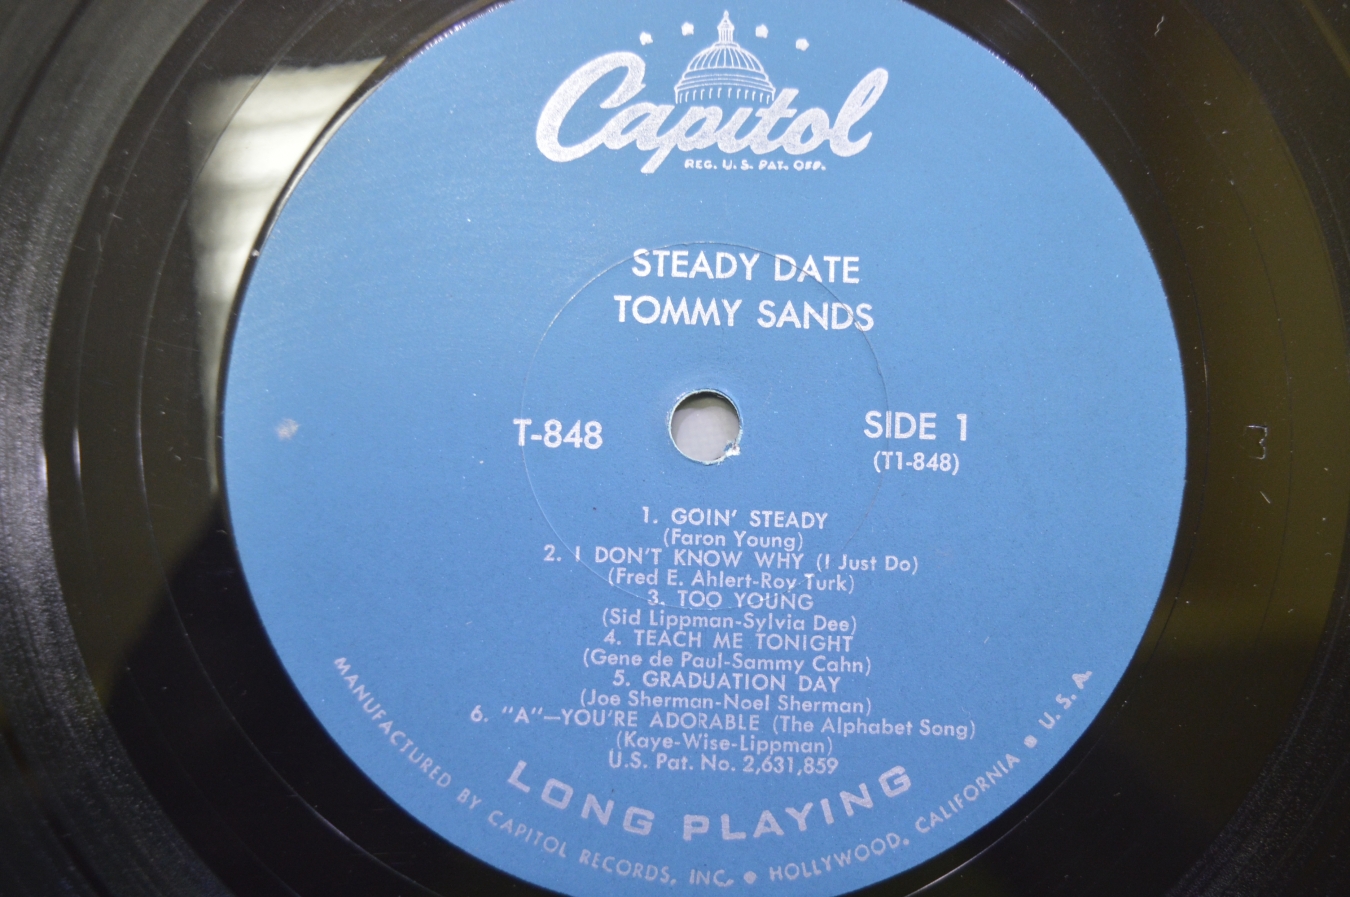 Capitol
REG. U.S. PAT. OFF.
STEADY DATE
TOMMY SANDS
T-848
SIDE 1
(T1-848)
1. GOIN' STEADY
(Faron Young)
2. I DON'T KNOW WHY (I Just Do)
(Fred E. Ahlert-Roy Turk)
3. TOO YOUNG
(Sid Lippman-Sylvia Dee)
4. TEACH ME TONIGHT
(Gene de Paul-Sammy Cahn)
5. GRADUATION DAY
(Joe Sherman-Noel Sherman)
6. "A"—YOU'RE ADORABLE (The Alphabet Song)
(Kaye-Wise-Lippman)
U.S. Pat. No. 2,631,859
LONG PLAYING
MANUFACTURED BY CAPITOL RECORDS, INC. • HOLLYWOOD, CALIFORNIA • U.S.A.